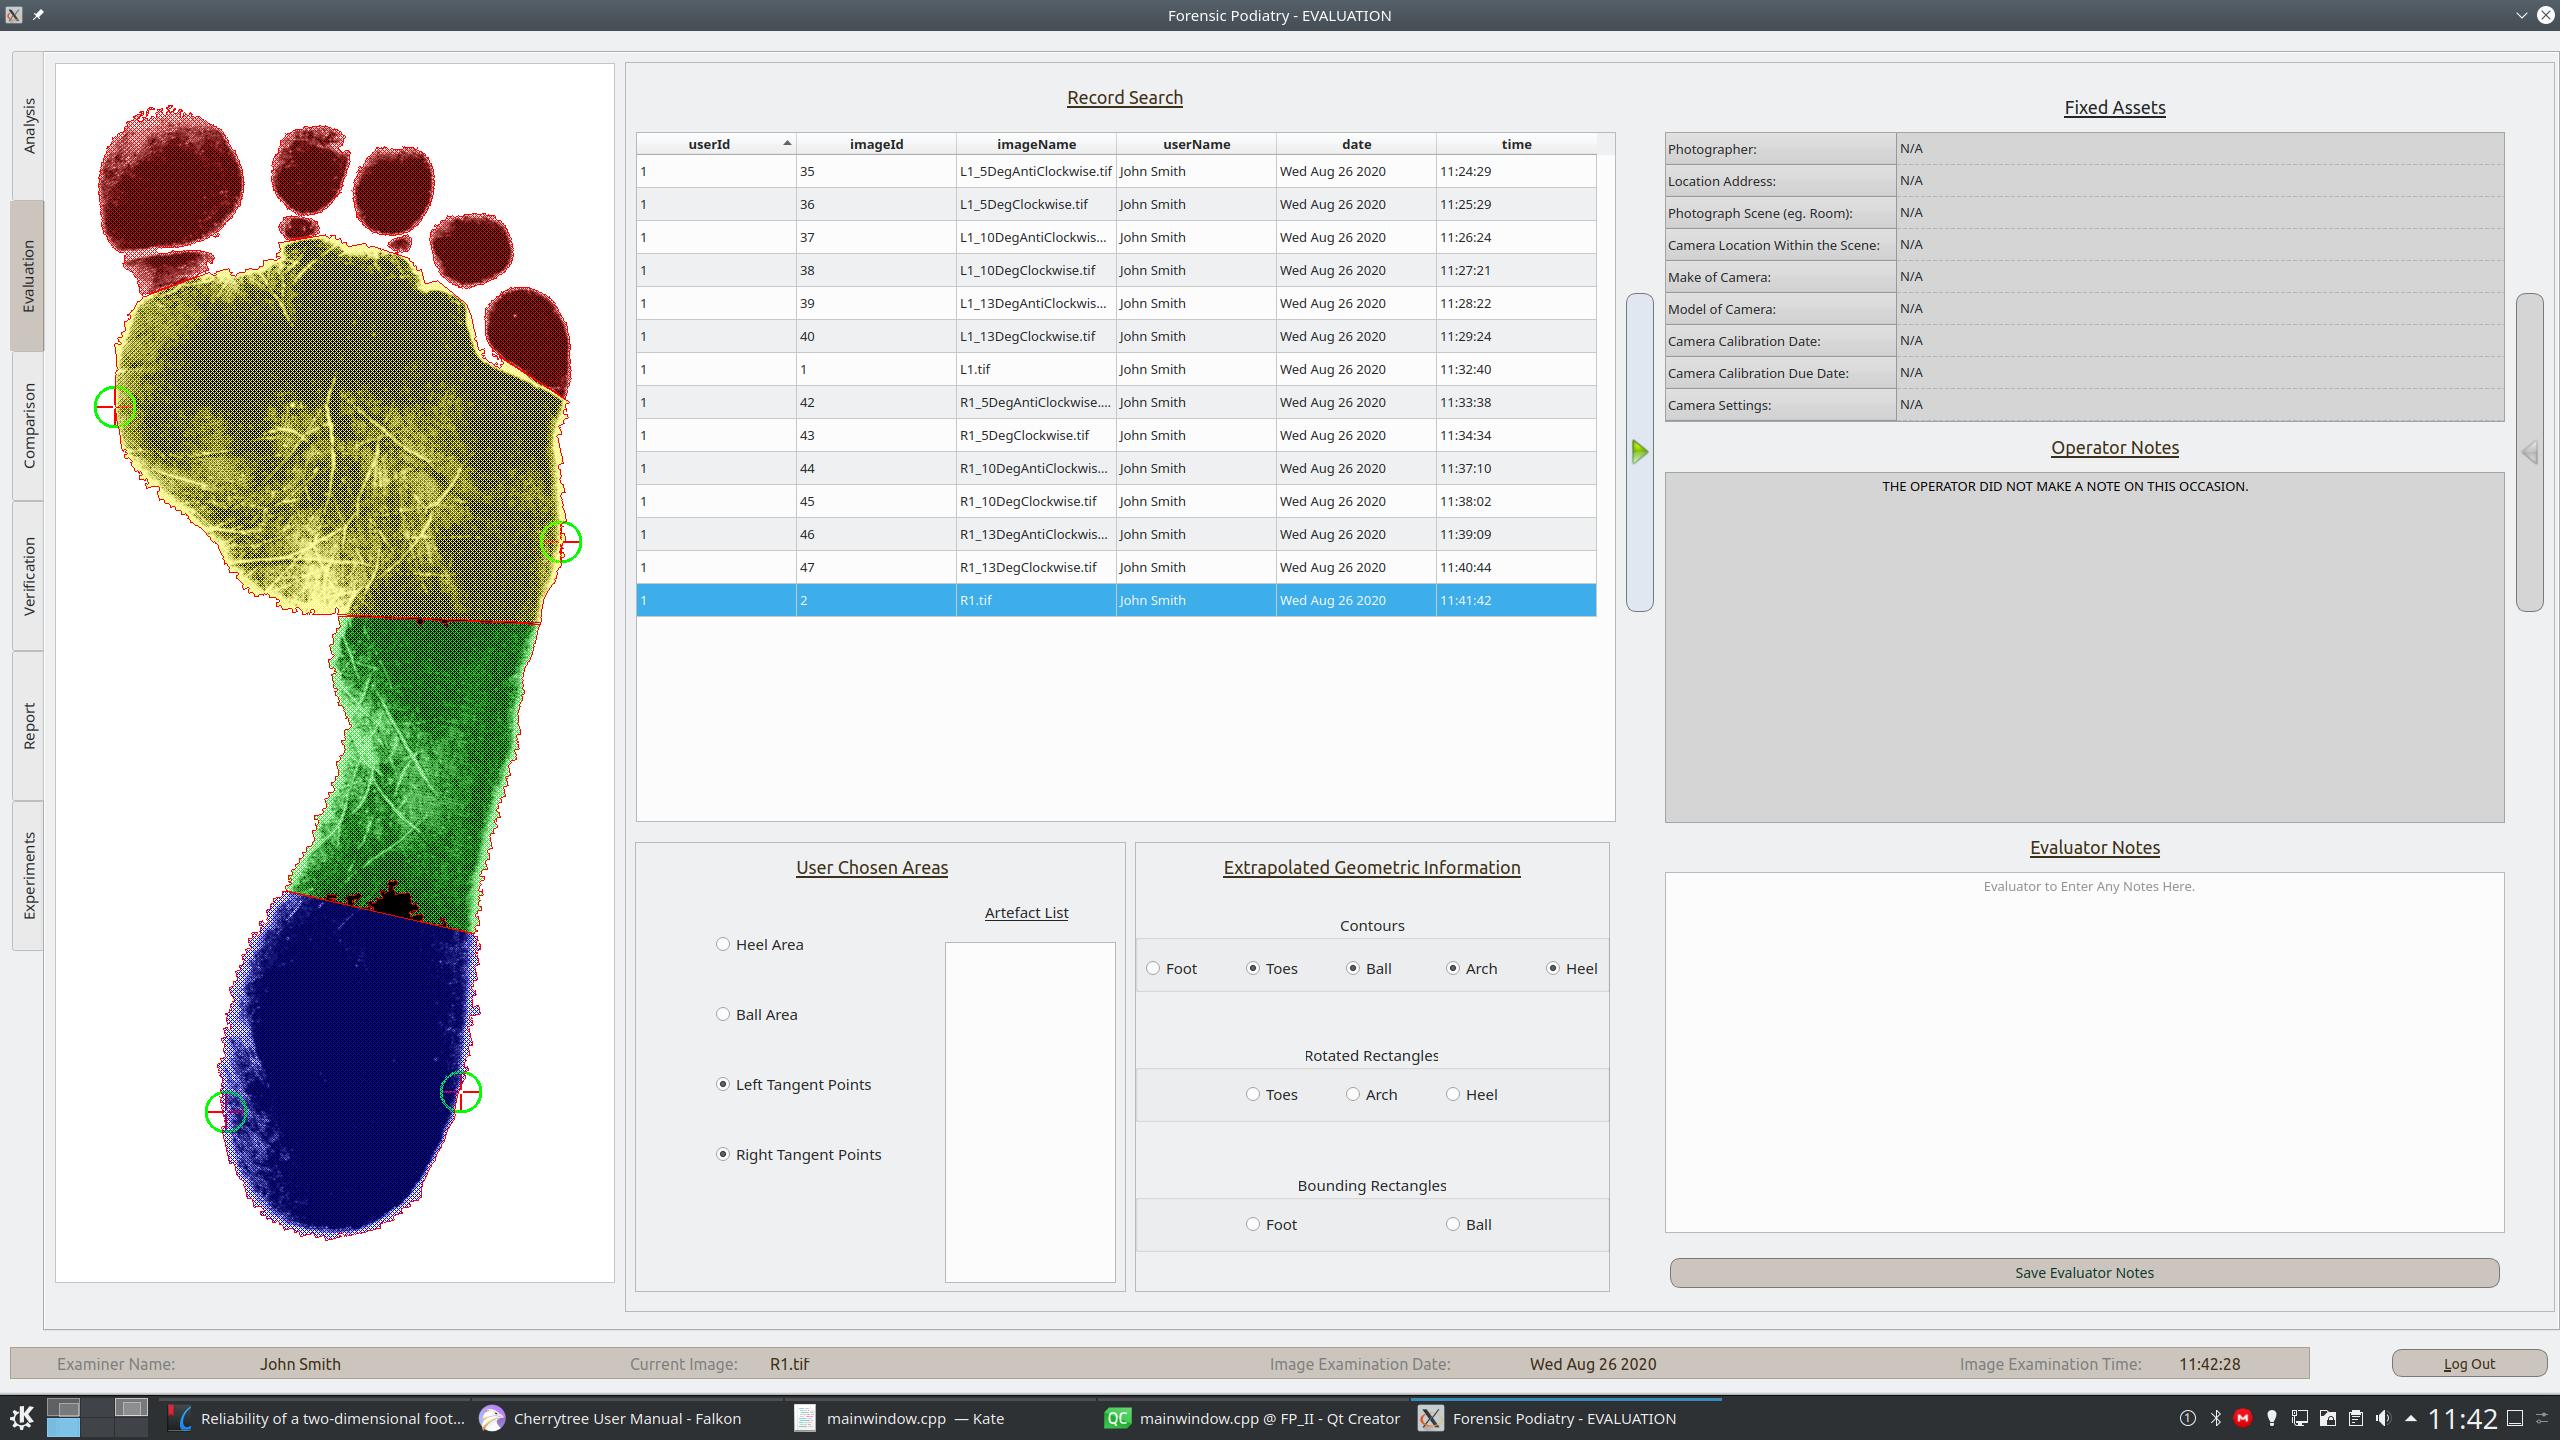 Forensic Podiatry - EVALUATION
Analysis
Evaluation
Comparison
Verification
Report
Experiments
Record Search
userId imageId imageName userName date time
1 35 L1_5DegAntiClockwise.tif John Smith Wed Aug 26 2020 11:24:29
1 36 L1_5DegClockwise.tif John Smith Wed Aug 26 2020 11:25:29
1 37 L1_10DegAntiClockwis... John Smith Wed Aug 26 2020 11:26:24
1 38 L1_10DegClockwise.tif John Smith Wed Aug 26 2020 11:27:21
1 39 L1_13DegAntiClockwis... John Smith Wed Aug 26 2020 11:28:22
1 40 L1_13DegClockwise.tif John Smith Wed Aug 26 2020 11:29:24
1 1 L1.tif John Smith Wed Aug 26 2020 11:32:40
1 42 R1_5DegAntiClockwise.... John Smith Wed Aug 26 2020 11:33:38
1 43 R1_5DegClockwise.tif John Smith Wed Aug 26 2020 11:34:34
1 44 R1_10DegAntiClockwis... John Smith Wed Aug 26 2020 11:37:10
1 45 R1_10DegClockwise.tif John Smith Wed Aug 26 2020 11:38:02
1 46 R1_13DegAntiClockwis... John Smith Wed Aug 26 2020 11:39:09
1 47 R1_13DegClockwise.tif John Smith Wed Aug 26 2020 11:40:44
1 2 R1.tif John Smith Wed Aug 26 2020 11:41:42
User Chosen Areas
Artefact List
Heel Area
Ball Area
Left Tangent Points
Right Tangent Points
Extrapolated Geometric Information
Contours
Foot Toes Ball Arch Heel
Rotated Rectangles
Toes Arch Heel
Bounding Rectangles
Foot Ball
Fixed Assets
Photographer: N/A
Location Address: N/A
Photograph Scene (eg. Room): N/A
Camera Location Within the Scene: N/A
Make of Camera: N/A
Model of Camera: N/A
Camera Calibration Date: N/A
Camera Calibration Due Date: N/A
Camera Settings: N/A
Operator Notes
THE OPERATOR DID NOT MAKE A NOTE ON THIS OCCASION.
Evaluator Notes
Evaluator to Enter Any Notes Here.
Save Evaluator Notes
Examiner Name: John Smith Current Image: R1.tif Image Examination Date: Wed Aug 26 2020 Image Examination Time: 11:42:28
Log Out
Reliability of a two-dimensional foot... Cherrytree User Manual - Falkon mainwindow.cpp — Kate QC mainwindow.cpp @ FP_II - Qt Creator Forensic Podiatry - EVALUATION 1 M 11:42